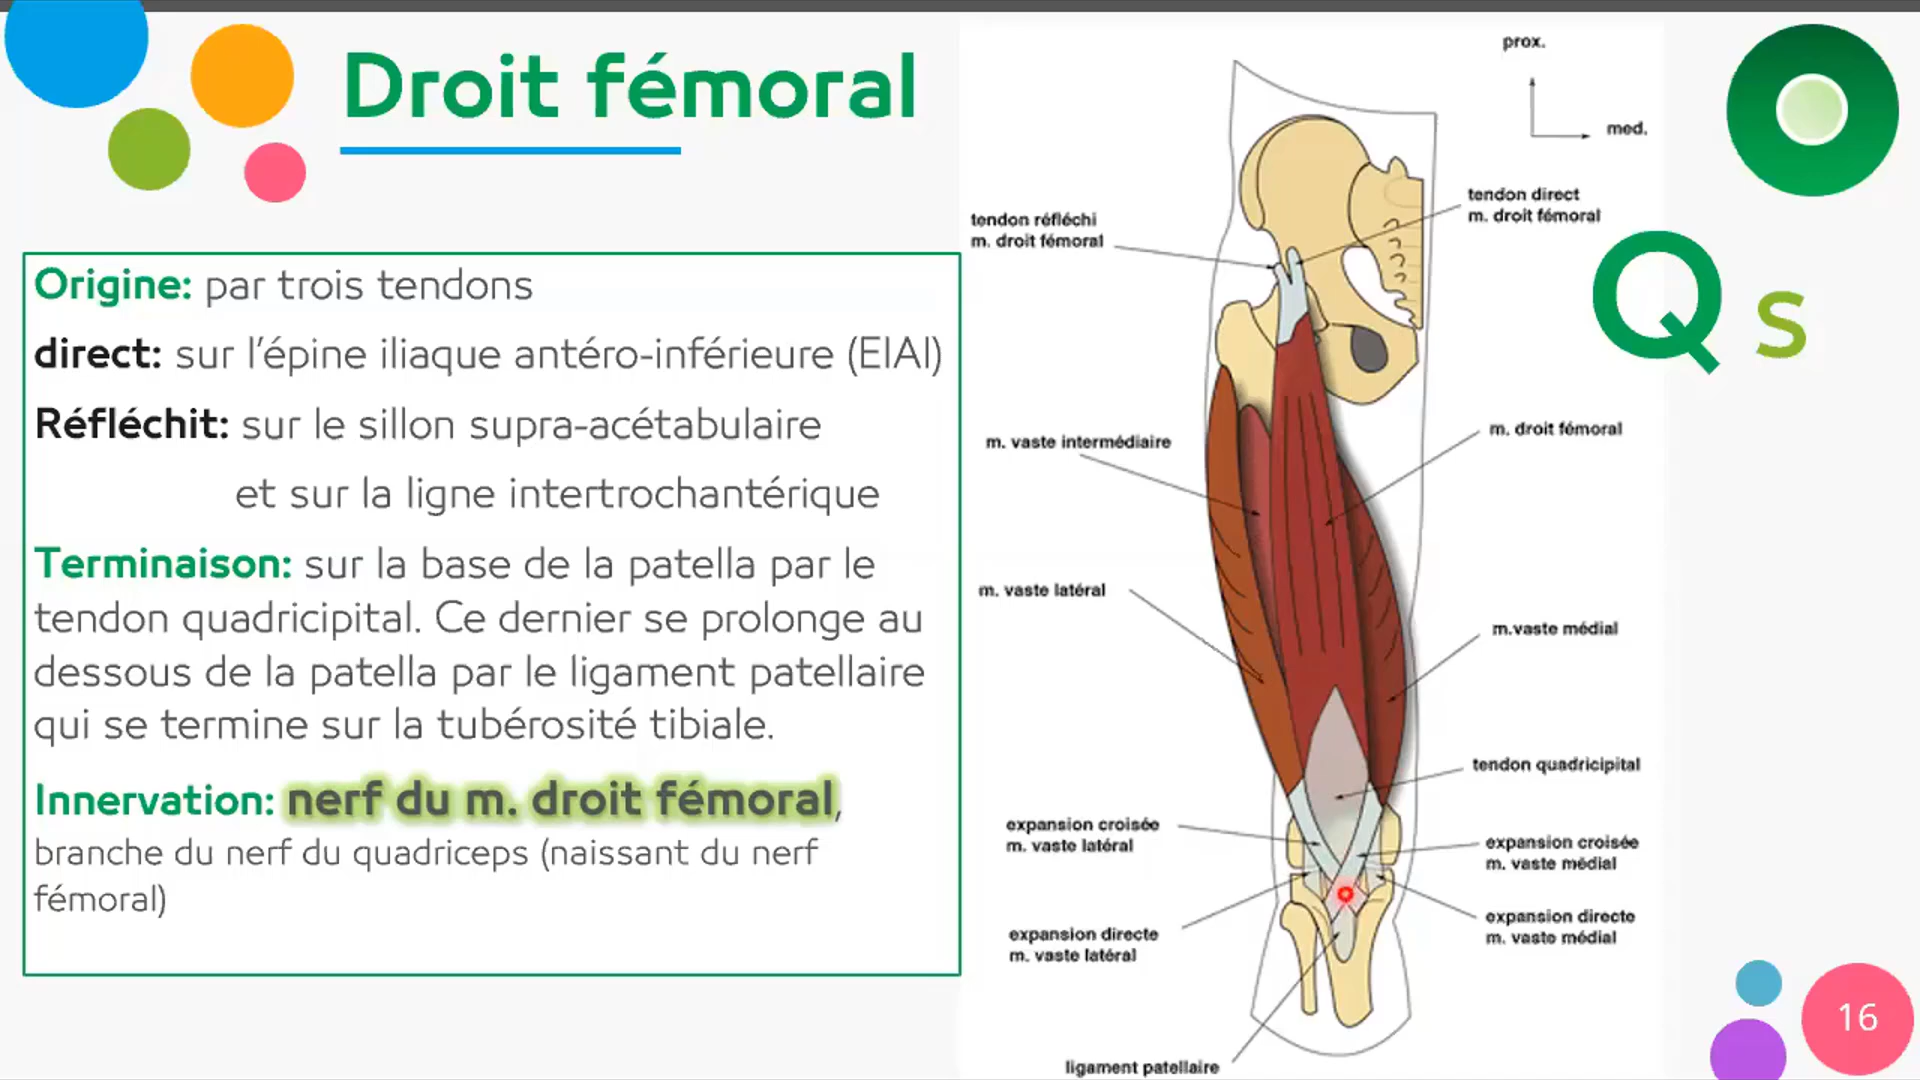 Droit fémoral
Origine: par trois tendons
direct: sur l’épine iliaque antéro-inférieure (EIAI)
Réfléchit: sur le sillon supra-acétabulaire
et sur la ligne intertrochantérique
Terminaison: sur la base de la patella par le
tendon quadricipital. Ce dernier se prolonge au
dessous de la patella par le ligament patellaire
qui se termine sur la tubérosité tibiale.
Innervation: nerf du m. droit fémoral,
branche du nerf du quadriceps (naissant du nerf
fémoral)
prox.
med.
tendon direct
m. droit fémoral
tendon réfléchi
m. droit fémoral
Q s
m. droit fémoral
m. vaste intermédiaire
m. vaste latéral
m.vaste médial
tendon quadricipital
expansion croisée
m. vaste latéral
expansion croisée
m. vaste médial
expansion directe
m. vaste médial
expansion directe
m. vaste latéral
ligament patellaire
16